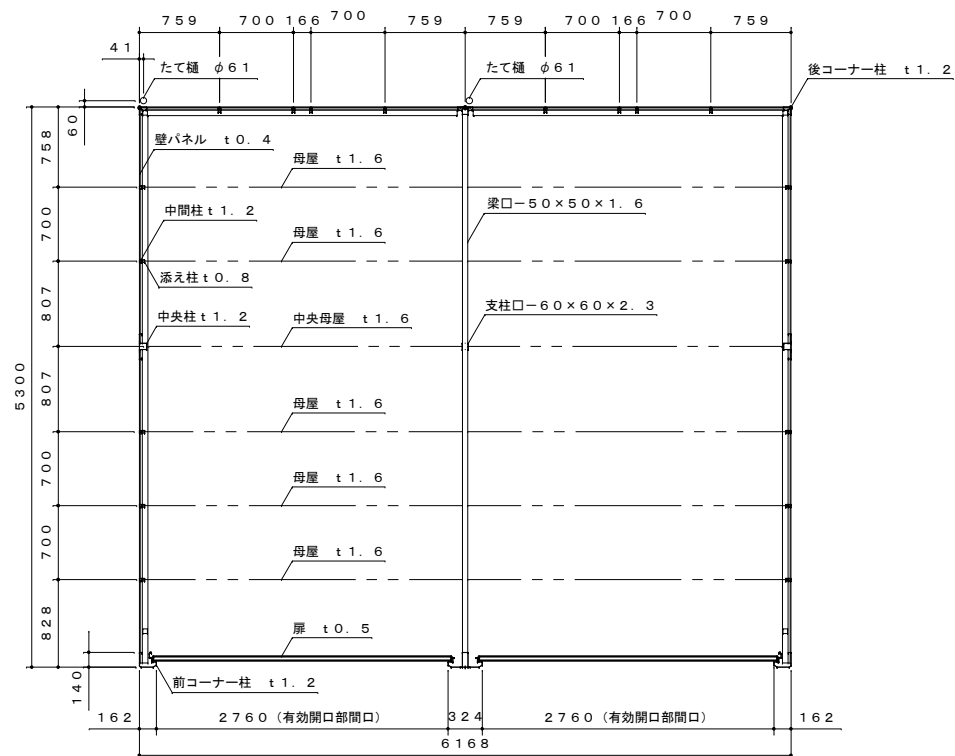 759 700 166 700 759 759 700 166 700 759
41
たて樋 φ61 たて樋 φ61
後コーナー柱 t1.2
60
758
壁パネル t0.4
母屋 t1.6
中間柱t1.2
梁口-50×50×1.6
700
母屋 t1.6
添え柱t0.8
807
中央柱t1.2 中央母屋 t1.6 支柱口-60×60×2.3
5300
807
母屋 t1.6
700
母屋 t1.6
700
母屋 t1.6
828
扉 t0.5
140
前コーナー柱 t1.2
162 2760(有効開口部間口) 324 2760(有効開口部間口) 162
6168